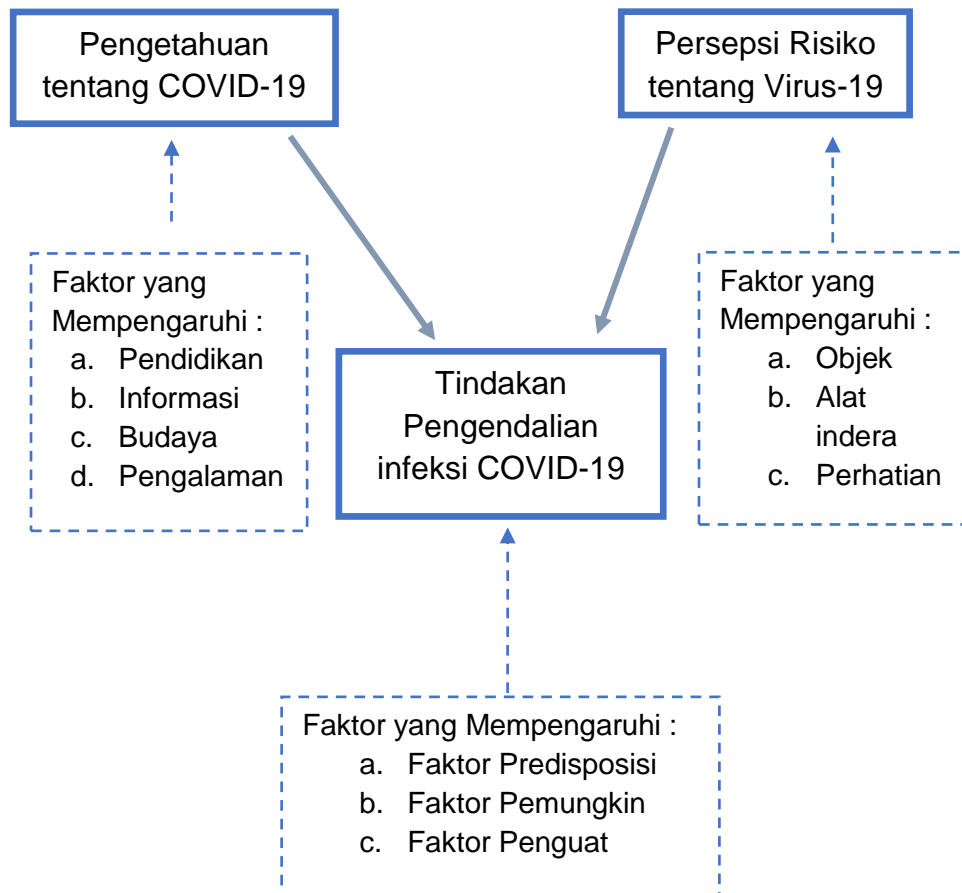 Pengetahuan
tentang COVID-19
Persepsi Risiko
tentang Virus-19
Faktor yang
Mempengaruhi :
a. Pendidikan
b. Informasi
c. Budaya
d. Pengalaman
Tindakan
Pengendalian
infeksi COVID-19
Faktor yang
Mempengaruhi :
a. Objek
b. Alat
indera
c. Perhatian
Faktor yang Mempengaruhi :
a. Faktor Predisposisi
b. Faktor Pemungkin
c. Faktor Penguat